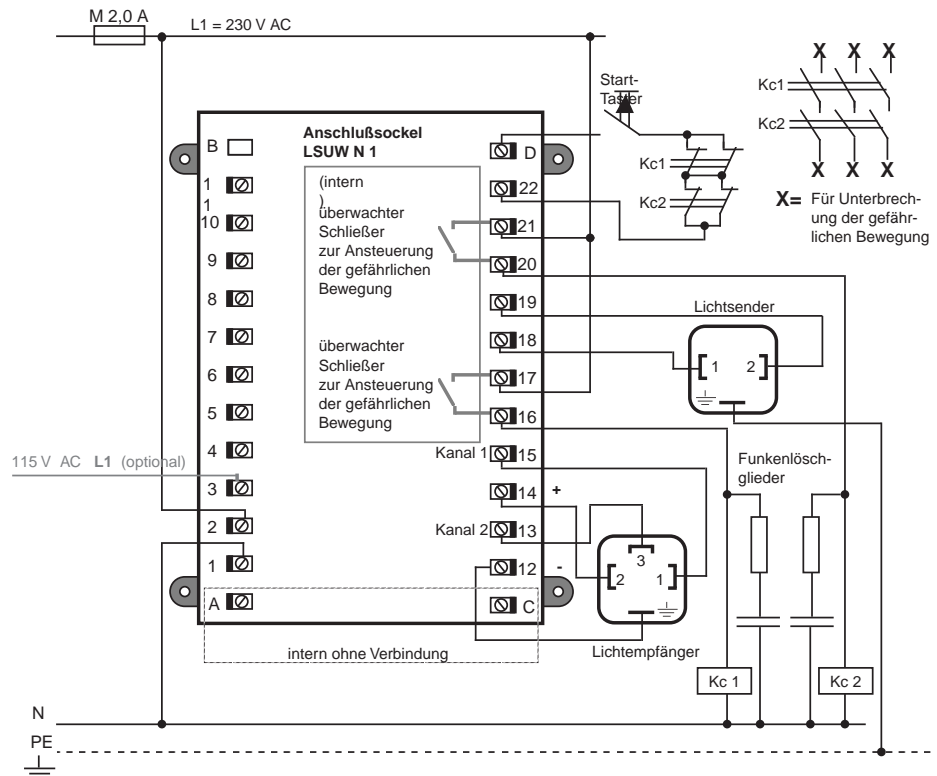 M 2,0 A
L1 = 230 V AC
Start-
Taster
X X X
Kc1
Kc2
X X X
X= Für Unterbrech-
ung der gefähr-
lichen Bewegung
Kc1
Kc2
Anschlußsockel
LSUW N 1
(intern
)
überwachter
Schließer
zur Ansteuerung
der gefährlichen
Bewegung
überwachter
Schließer
zur Ansteuerung
der gefährlichen
Bewegung
B
1
1
10
9
8
7
6
5
4
3
2
1
A
D
22
21
20
19
18
17
16
Kanal 1 15
14 +
Kanal 2 13
12 -
C
115 V AC L1 (optional)
intern ohne Verbindung
Lichtsender
1 2
Funkenlösch-
glieder
3
2 1
Lichtempfänger
Kc 1
Kc 2
N
PE